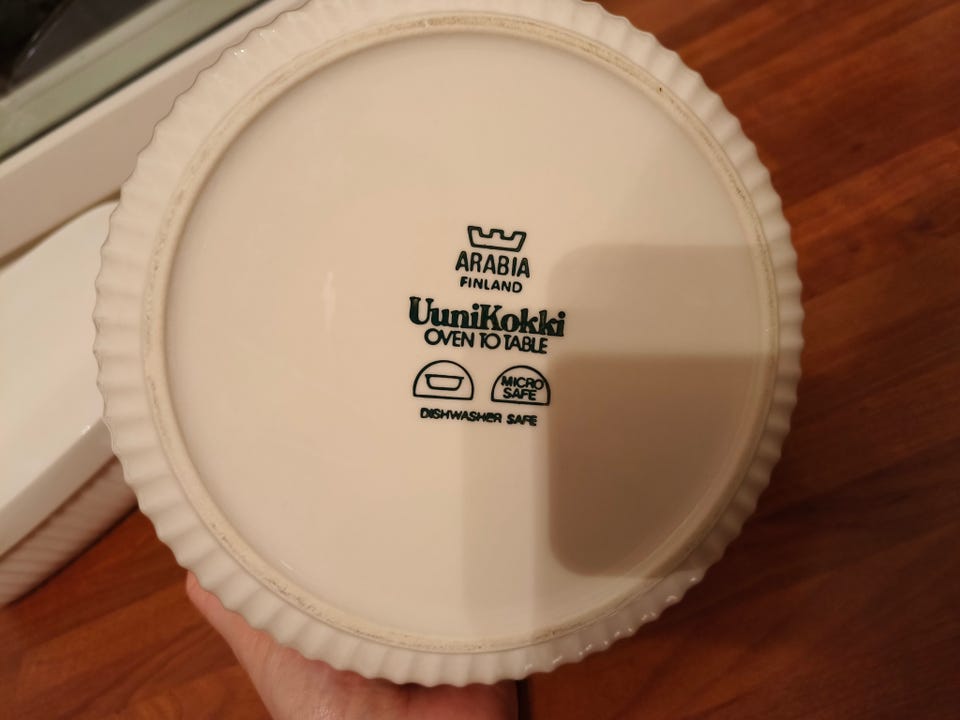 ARABIA
FINLAND
UuniKokki
OVEN TO TABLE
MICRO
SAFE
DISHWASHER SAFE